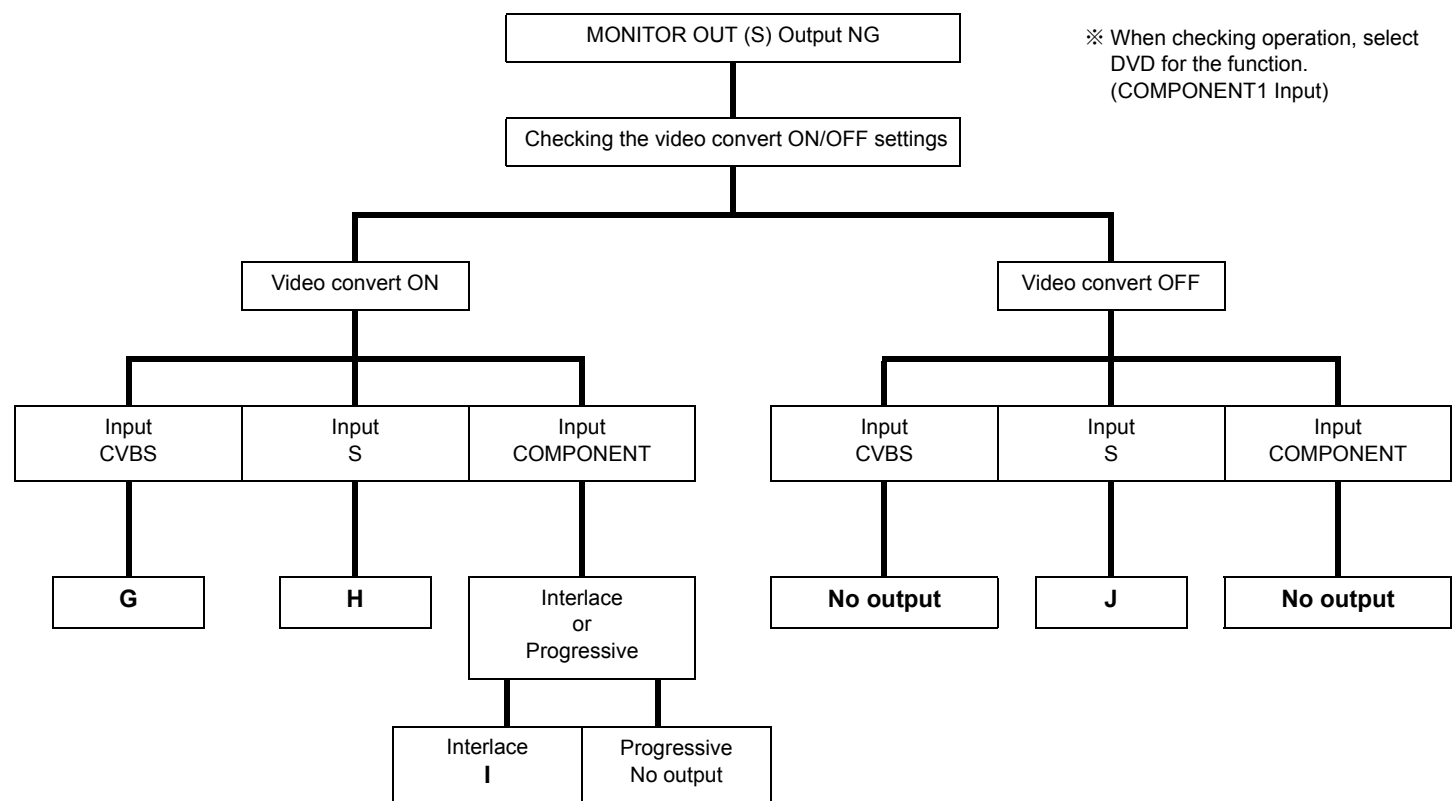 MONITOR OUT (S) Output NG
※ When checking operation, select
DVD for the function.
(COMPONENT1 Input)
Checking the video convert ON/OFF settings
Video convert ON
Video convert OFF
Input
CVBS
Input
S
Input
COMPONENT
Input
CVBS
Input
S
Input
COMPONENT
G
H
Interlace
or
Progressive
No output
J
No output
Interlace
I
Progressive
No output